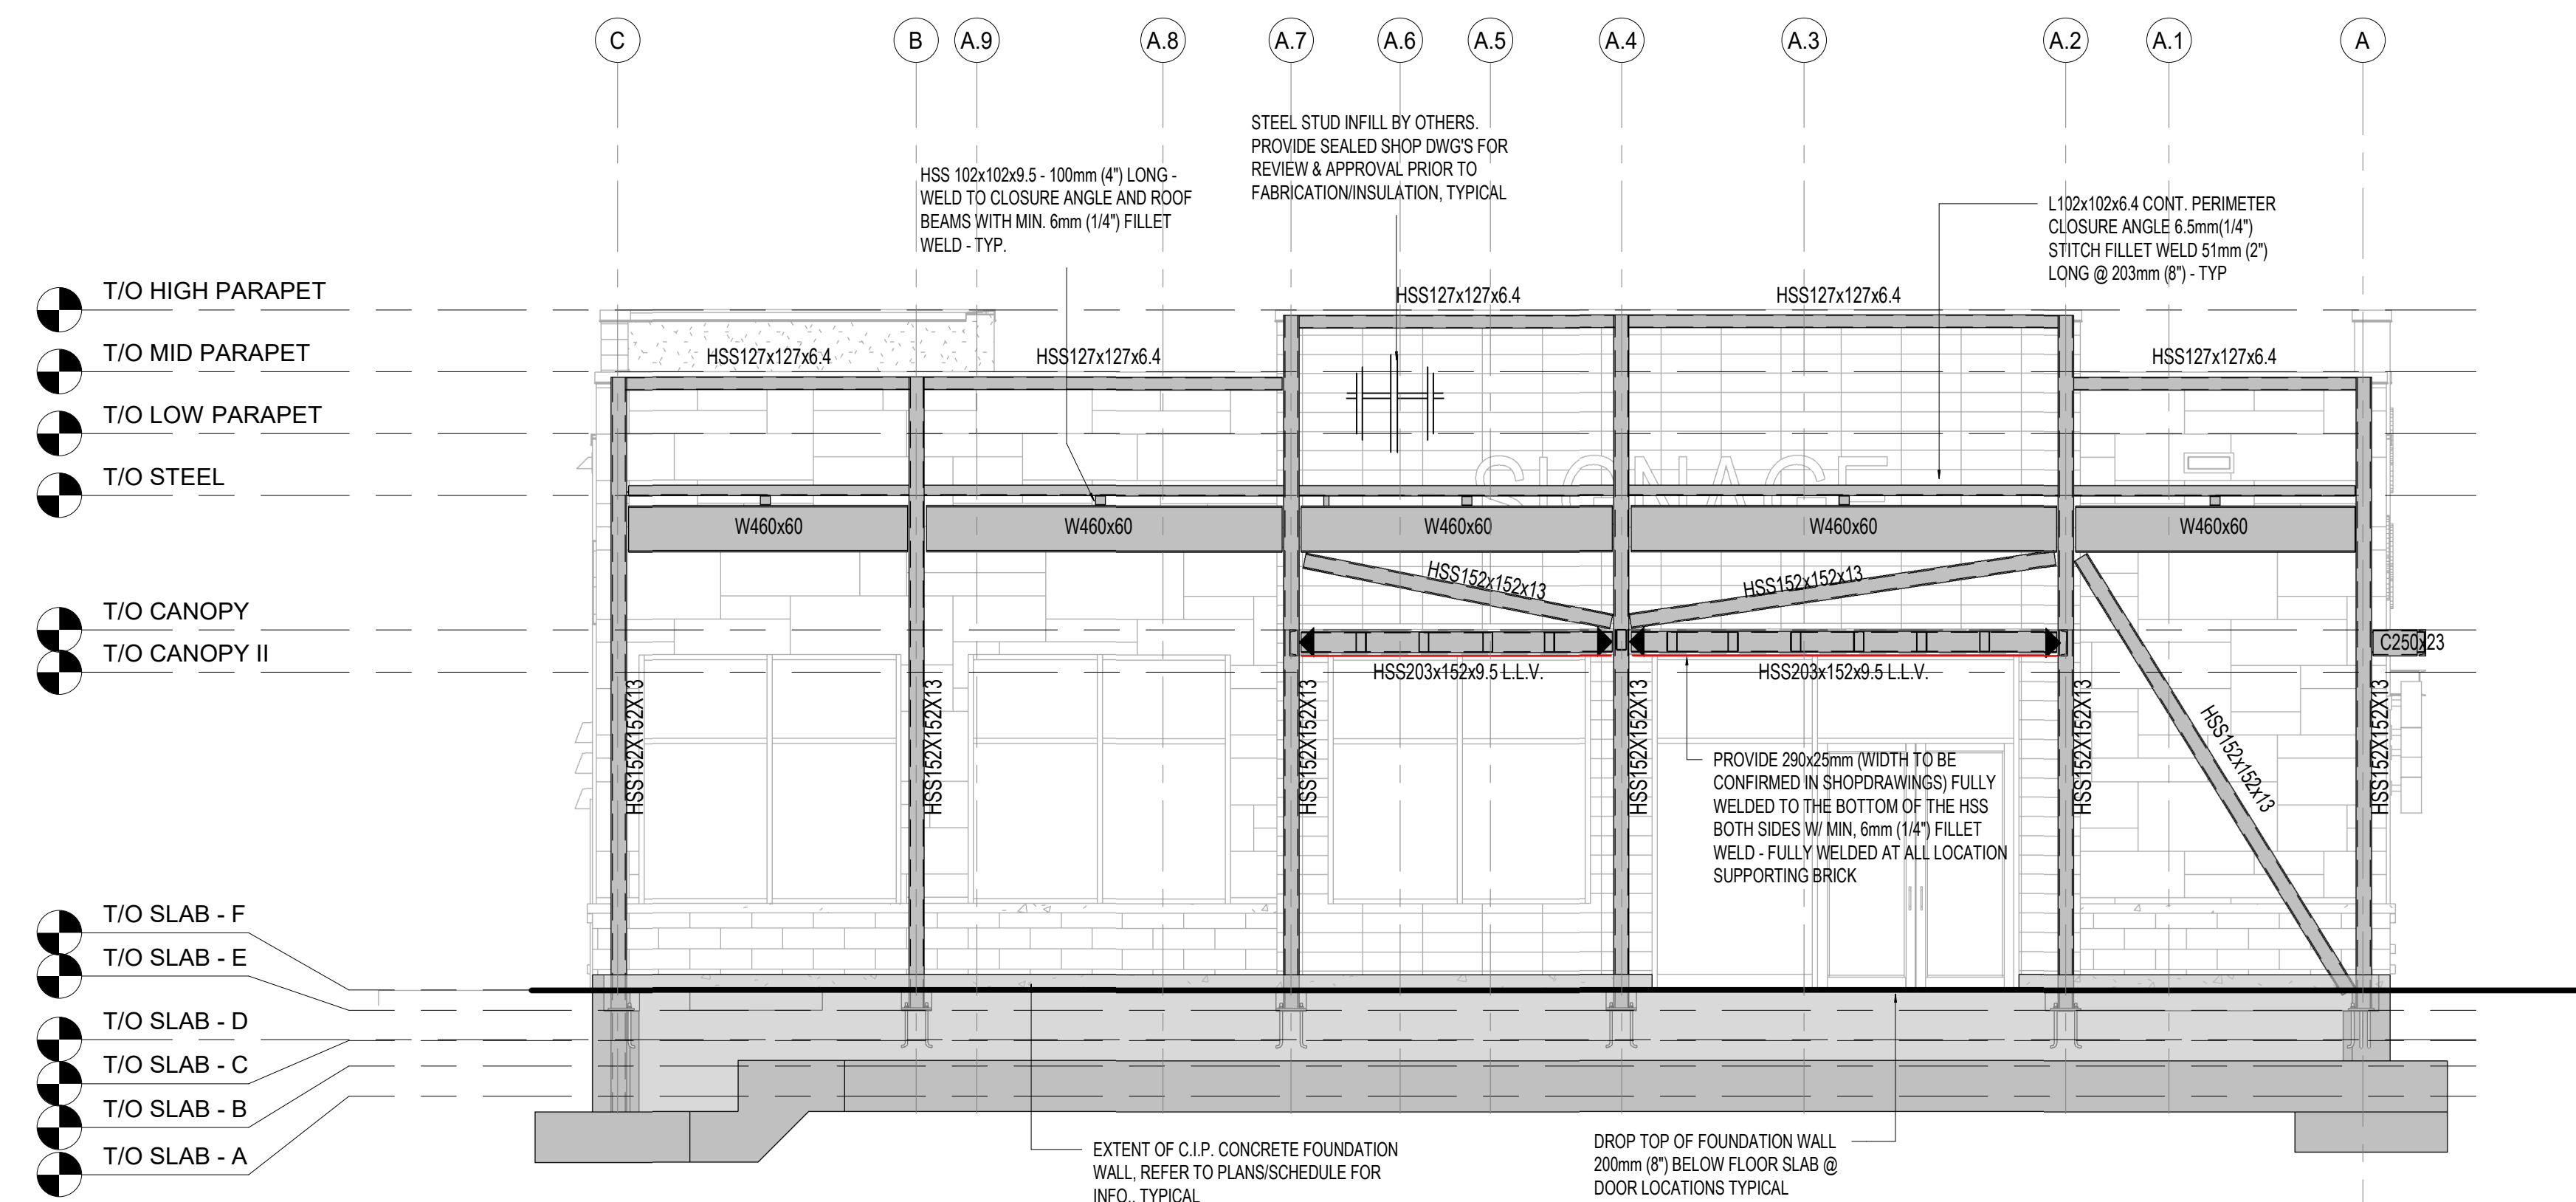 C
B
A.9
A.8
A.7
A.6
A.5
A.4
A.3
A.2
A.1
A
STEEL STUD INFILL BY OTHERS.
PROVIDE SEALED SHOP DWG'S FOR
REVIEW & APPROVAL PRIOR TO
FABRICATION/INSULATION, TYPICAL
HSS 102x102x9.5 - 100mm (4") LONG -
WELD TO CLOSURE ANGLE AND ROOF
BEAMS WITH MIN. 6mm (1/4") FILLET
WELD - TYP.
L102x102x6.4 CONT. PERIMETER
CLOSURE ANGLE 6.5mm(1/4")
STITCH FILLET WELD 51mm (2")
LONG @ 203mm (8") - TYP
T/O HIGH PARAPET
HSS127x127x6.4
HSS127x127x6.4
T/O MID PARAPET
HSS127x127x6.4
HSS127x127x6.4
HSS127x127x6.4
T/O LOW PARAPET
T/O STEEL
SIGNAGE
W460x60
W460x60
W460x60
W460x60
W460x60
HSS152x152x13
HSS152x152x13
T/O CANOPY
C250x23
T/O CANOPY II
HSS203x152x9.5 L.L.V.
HSS203x152x9.5 L.L.V.
HSS152X152X13
HSS152X152X13
HSS152X152X13
HSS152X152X13
HSS152X152X13
HSS152x152x13
HSS152X152X13
PROVIDE 290x25mm (WIDTH TO BE
CONFIRMED IN SHOPDRAWINGS) FULLY
WELDED TO THE BOTTOM OF THE HSS
BOTH SIDES W/ MIN, 6mm (1/4") FILLET
WELD - FULLY WELDED AT ALL LOCATION
SUPPORTING BRICK
T/O SLAB - F
T/O SLAB - E
T/O SLAB - D
T/O SLAB - C
T/O SLAB - B
T/O SLAB - A
EXTENT OF C.I.P. CONCRETE FOUNDATION
WALL, REFER TO PLANS/SCHEDULE FOR
INFO., TYPICAL
DROP TOP OF FOUNDATION WALL
200mm (8") BELOW FLOOR SLAB @
DOOR LOCATIONS TYPICAL